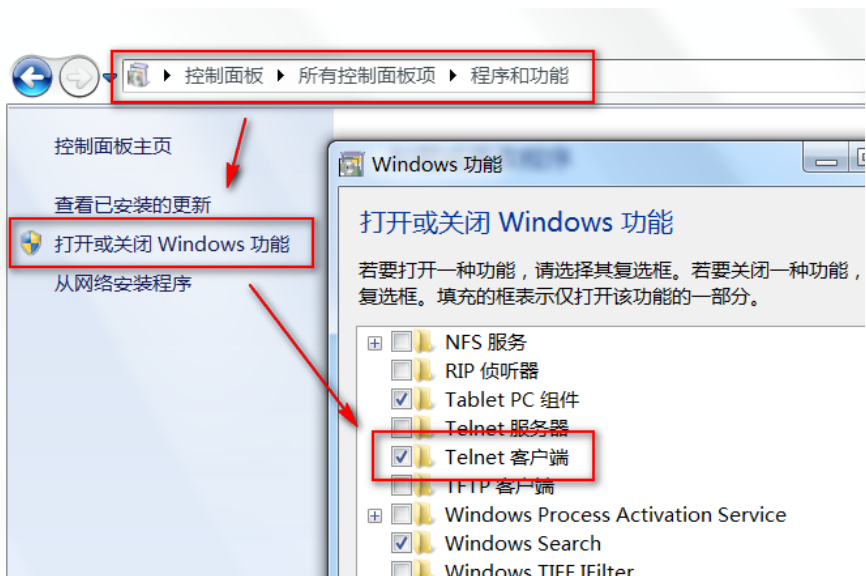 控制面板 ▶ 所有控制面板项 ▶ 程序和功能
控制面板主页
查看已安装的更新
打开或关闭 Windows 功能
从网络安装程序
Windows 功能
打开或关闭 Windows 功能
若要打开一种功能，请选择其复选框。若要关闭一种功能，
复选框。填充的框表示仅打开该功能的一部分。
NFS 服务
RIP 侦听器
Tablet PC 组件
Telnet 服务器
Telnet 客户端
TFTP 客户端
Windows Process Activation Service
Windows Search
Windows TIFF IFilter